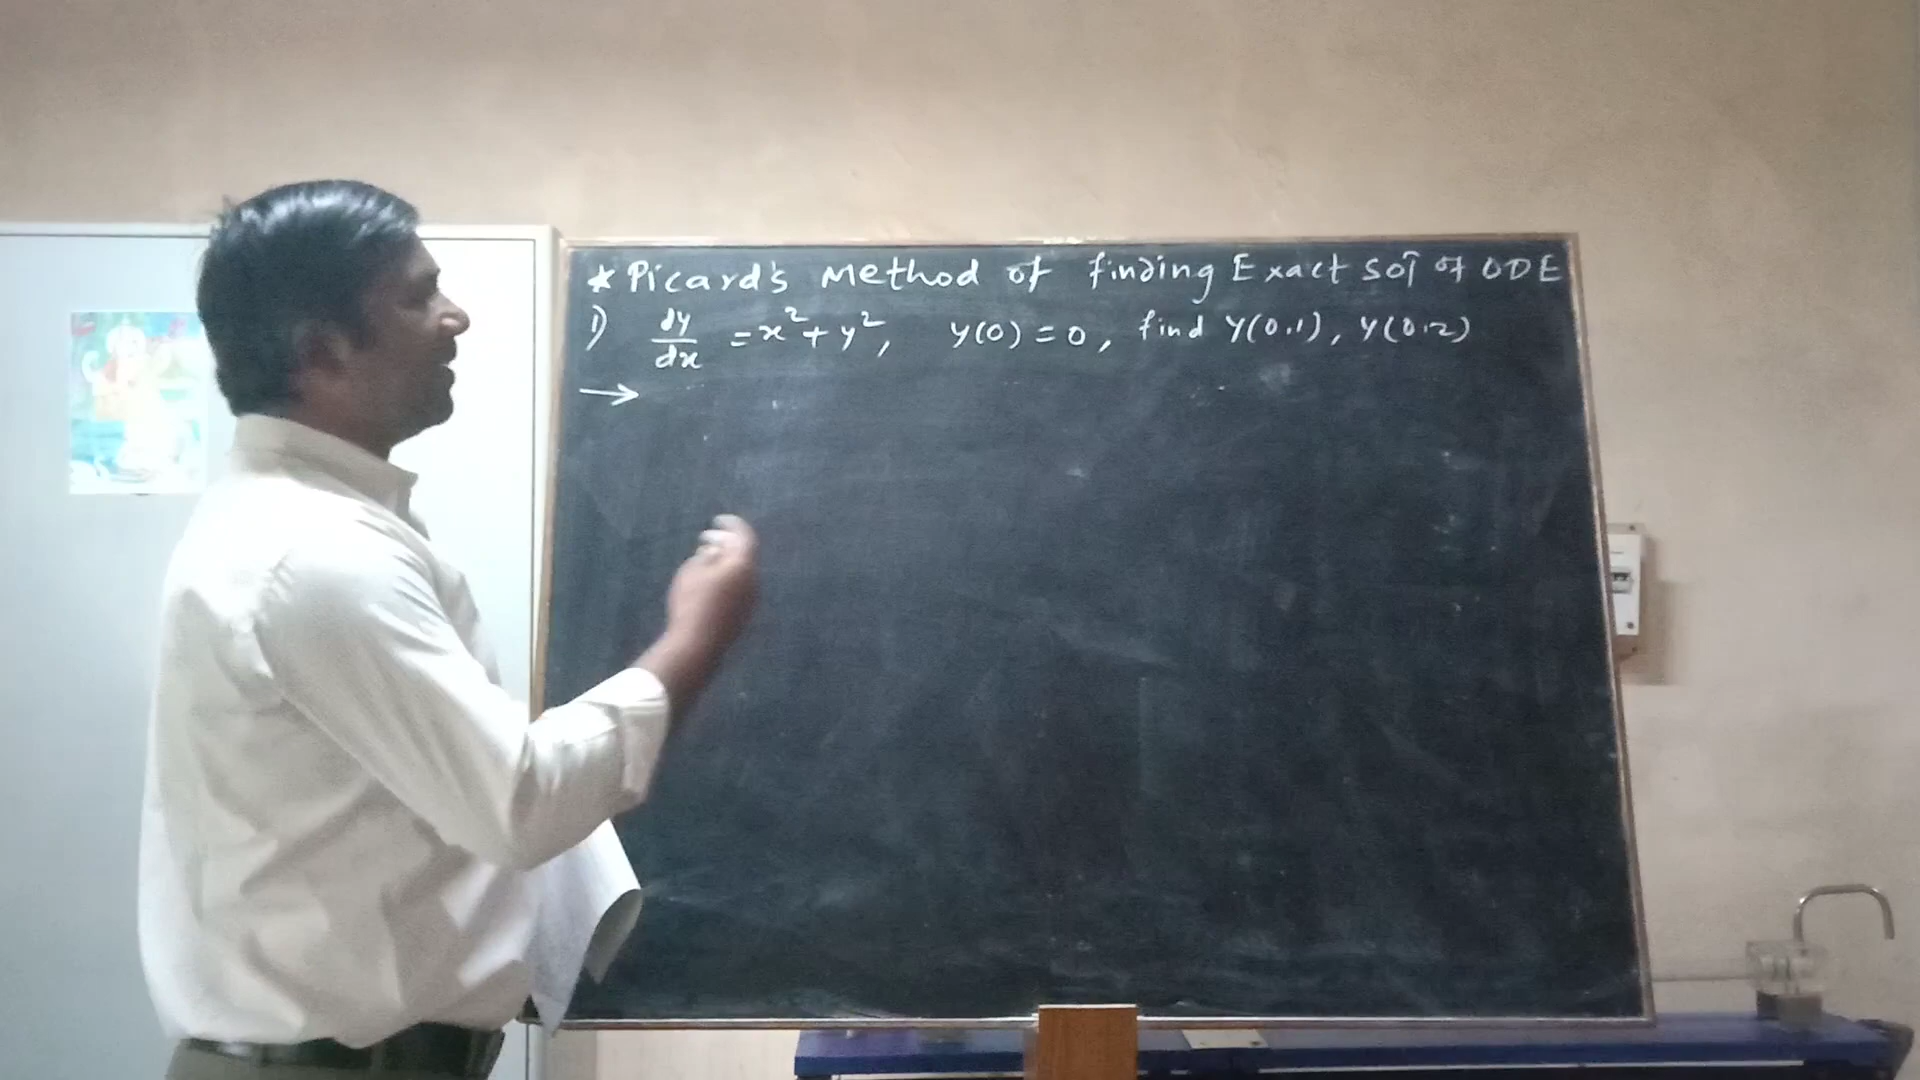 * Picard's Method of finding Exact Sol̂ of ODE
1) dy/dx = x² + y², y(0) = 0, find y(0.1), y(0.2)
→